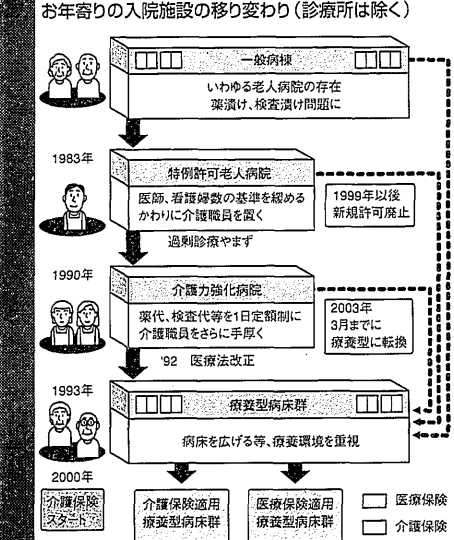 お年寄りの入院施設の移り変わり(診療所は除く)
一般病棟
いわゆる老人病院の存在
薬漬け、検査漬け問題に
1983年
特例許可老人病院
医師、看護婦数の基準を緩める
かわりに介護職員を置く
1999年以後
新規許可廃止
過剰診療やまず
1990年
介護力強化病院
薬代、検査代等を1日定額制に
介護職員をさらに手厚く
2003年
3月までに
療養型に転換
'92 医療法改正
1993年
療養型病床群
病床を広げる等、療養環境を重視
2000年
介護保険
スタート
介護保険適用
療養型病床群
医療保険適用
療養型病床群
医療保険
介護保険